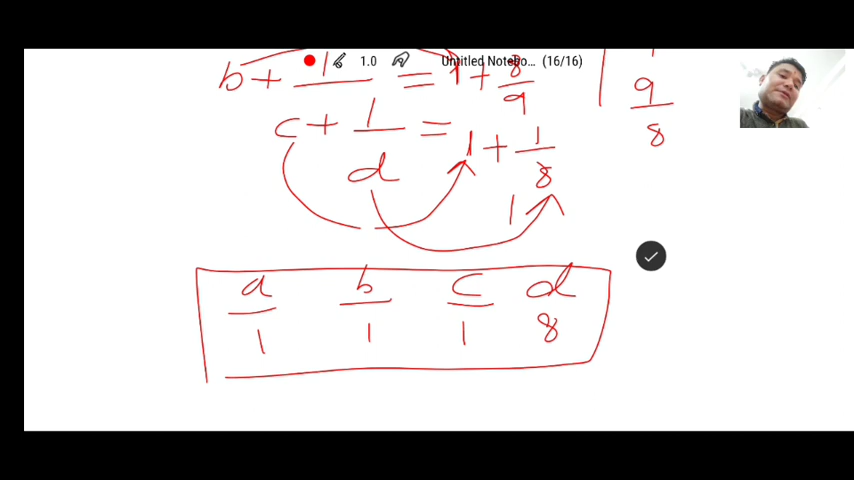 1.0 Untitled Notebo... (16/16)
b + 1 = 1 + 8/9
9/8
c + 1/d = 1 + 1/8
a b c d
1 1 1 8